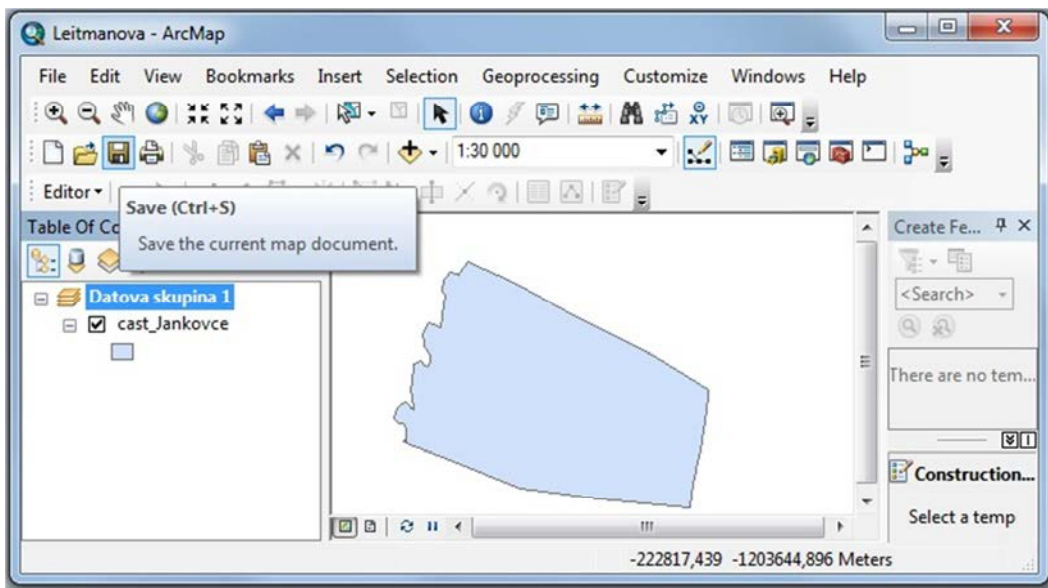 Leitmanova - ArcMap
File Edit View Bookmarks Insert Selection Geoprocessing Customize Windows Help
1:30 000
Editor
Save (Ctrl+S)
Save the current map document.
Table Of Co
Datova skupina 1
cast_Jankovce
Create Fe...
<Search>
There are no tem...
Construction...
Select a temp
-222817,439 -1203644,896 Meters